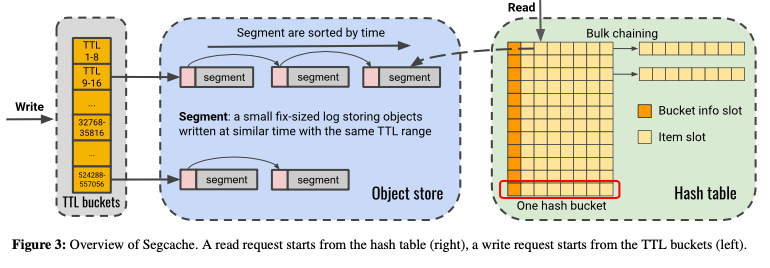 Read
Segment are sorted by time
Bulk chaining
TTL
1-8
TTL
9-16
...
32768-
35816
...
524288-
557056
TTL buckets
Write
segment
segment
segment
Segment: a small fix-sized log storing objects
written at similar time with the same TTL range
segment
segment
Object store
Bucket info slot
Item slot
One hash bucket
Hash table
Figure 3: Overview of Segcache. A read request starts from the hash table (right), a write request starts from the TTL buckets (left).